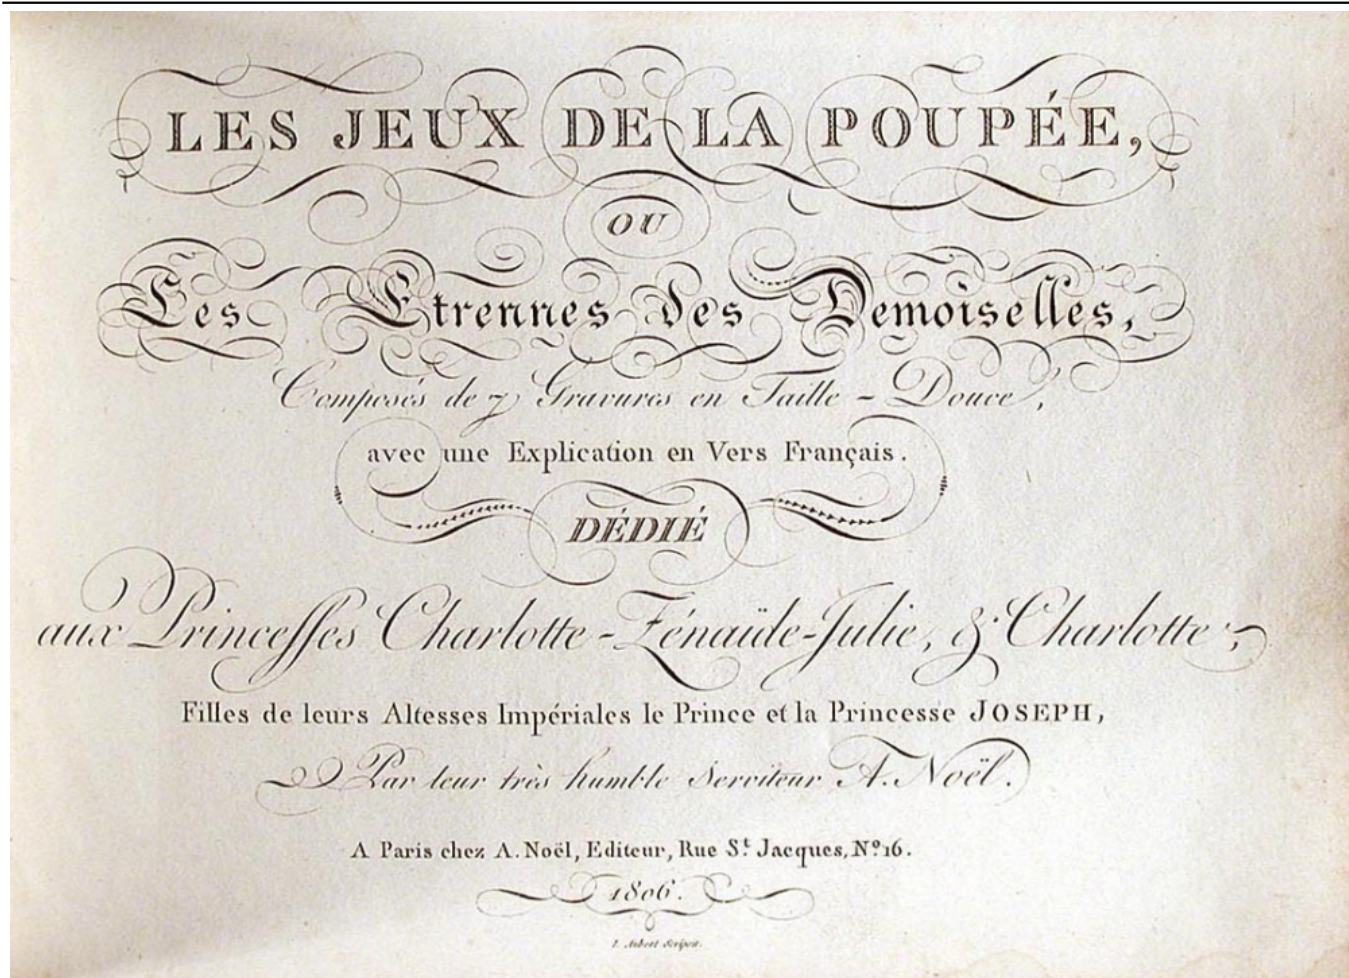 LES JEUX DE LA POUPÉE,
OU
Les Etrennes des Demoiselles,
Composés de 7 Gravures en Taille-Douce,
avec une Explication en Vers Français.
DÉDIÉ
aux Princesses Charlotte-Zénaïde-Julie, & Charlotte,
Filles de leurs Altesses Impériales le Prince et la Princesse JOSEPH,
Par leur très humble Serviteur A. Noël.
A Paris chez A. Noël, Editeur, Rue St. Jacques, No. 16.
1806.
Scripsit.